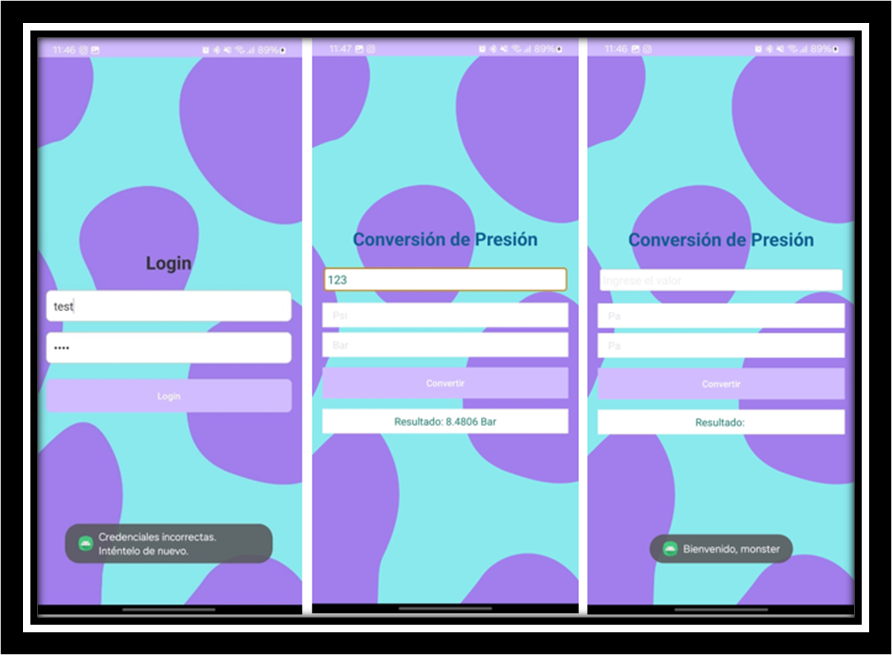 11:46
89%
Login
test
••••
Login
Credenciales incorrectas.
Inténtelo de nuevo.
11:47
89%
Conversión de Presión
123
Psi
Bar
Convertir
Resultado: 8.4806 Bar
11:46
89%
Conversión de Presión
Ingrese el valor
Pa
Pa
Convertir
Resultado:
Bienvenido, monster